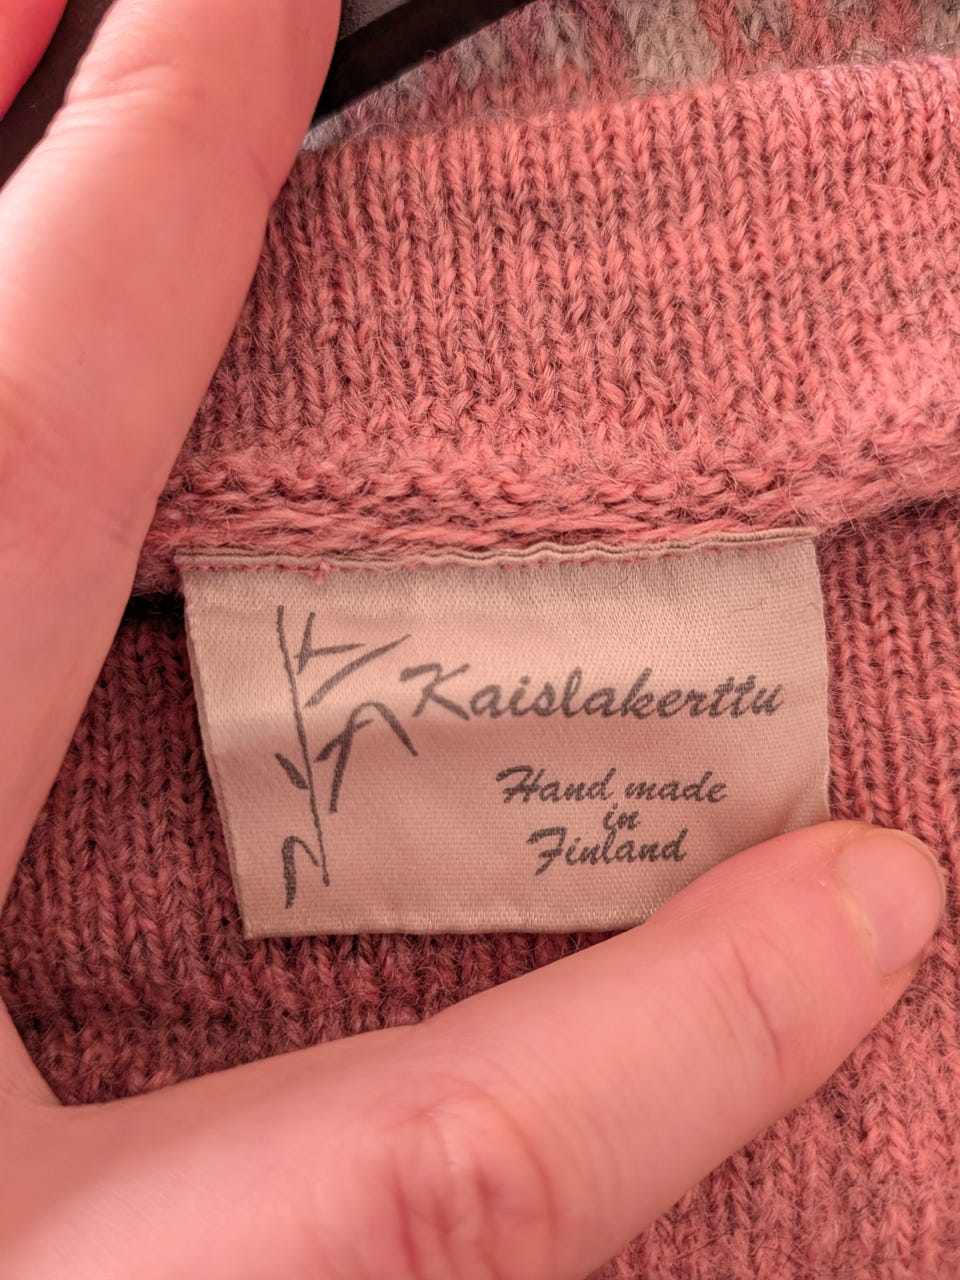 Kaislakerttu
Hand made
in
Finland